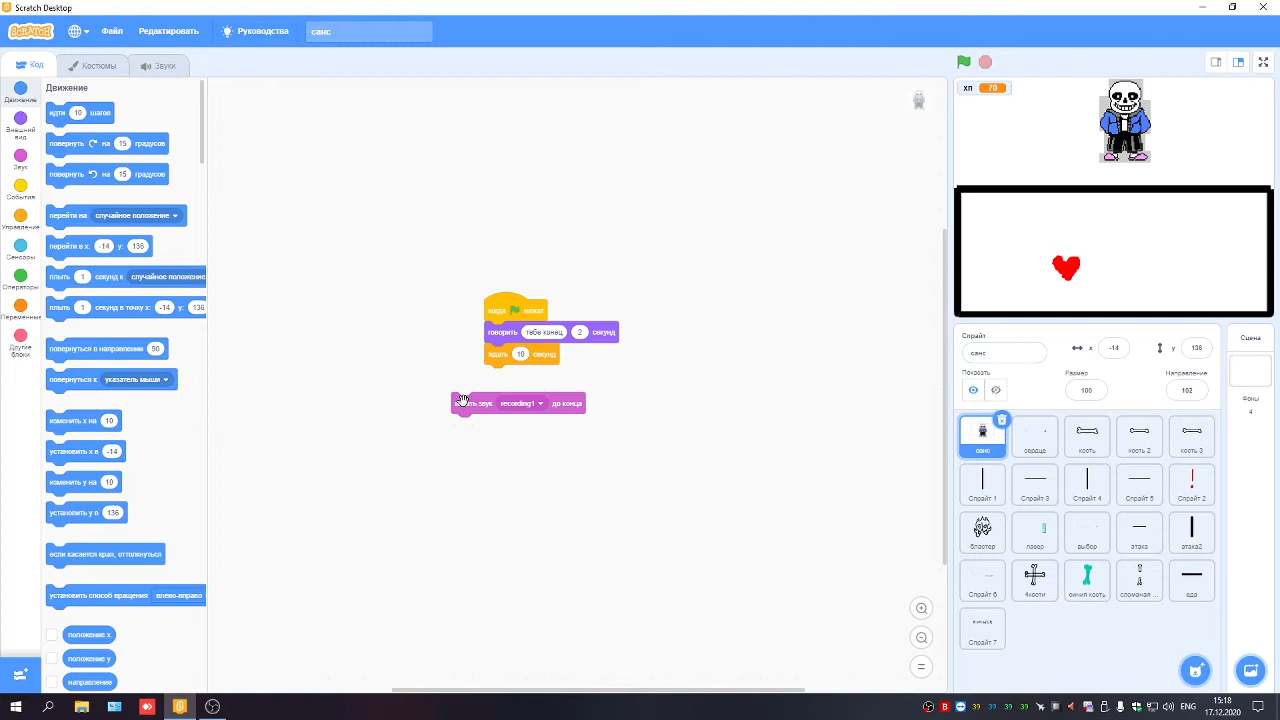 Scratch Desktop
SCRATCH Файл Редактировать Руководства санс
Код Костюмы Звуки
Движение
Внешний вид
Звук
События
Управление
Сенсоры
Операторы
Переменные
Другие блоки
Движение
идти 10 шагов
повернуть на 15 градусов
повернуть на 15 градусов
перейти на случайное положение
перейти в x: -14 y: 136
плыть 1 секунд к случайное положение
плыть 1 секунд в точку x: -14 y: 136
повернуться в направлении 90
повернуться к указатель мыши
изменить x на 10
установить x в -14
изменить y на 10
установить y в 136
если касается края, оттолкнуться
установить способ вращения влево-вправо
положение x
положение y
направление
когда нажат
говорить тебе конец 2 секунд
ждать 10 секунд
звук recording1 до конца
хп 70
Спрайт
санс x -14 y 136
Показать Размер Направление
100 102
санс сердце кость кость 2 кость 3
Спрайт 1 Спрайт 3 Спрайт 4 Спрайт 5 Спрайт 2
бластер лазер выбор атака атака2
Спрайт 6 4кости синия кость сломаная ... еда
Спрайт 7
Сцена
Фоны
4
39 39 39 39 ENG 15:18
17.12.2020